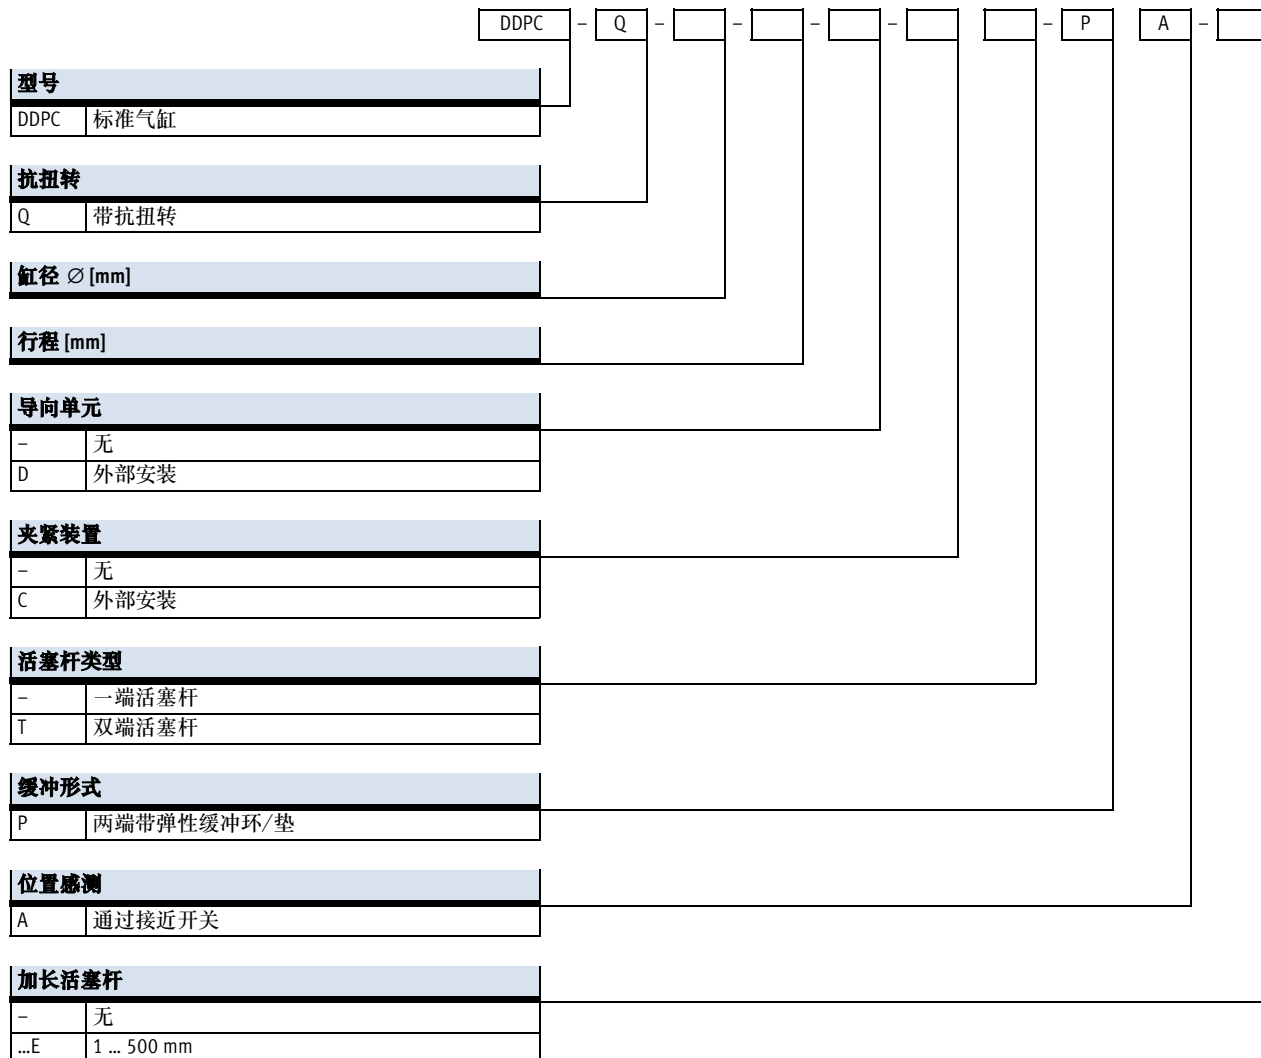 DDPC – Q – – – – – P A –
型号
DDPC 标准气缸
抗扭转
Q 带抗扭转
缸径 ∅ [mm]
行程 [mm]
导向单元
– 无
D 外部安装
夹紧装置
– 无
C 外部安装
活塞杆类型
– 一端活塞杆
T 双端活塞杆
缓冲形式
P 两端带弹性缓冲环/垫
位置感测
A 通过接近开关
加长活塞杆
– 无
...E 1 ... 500 mm